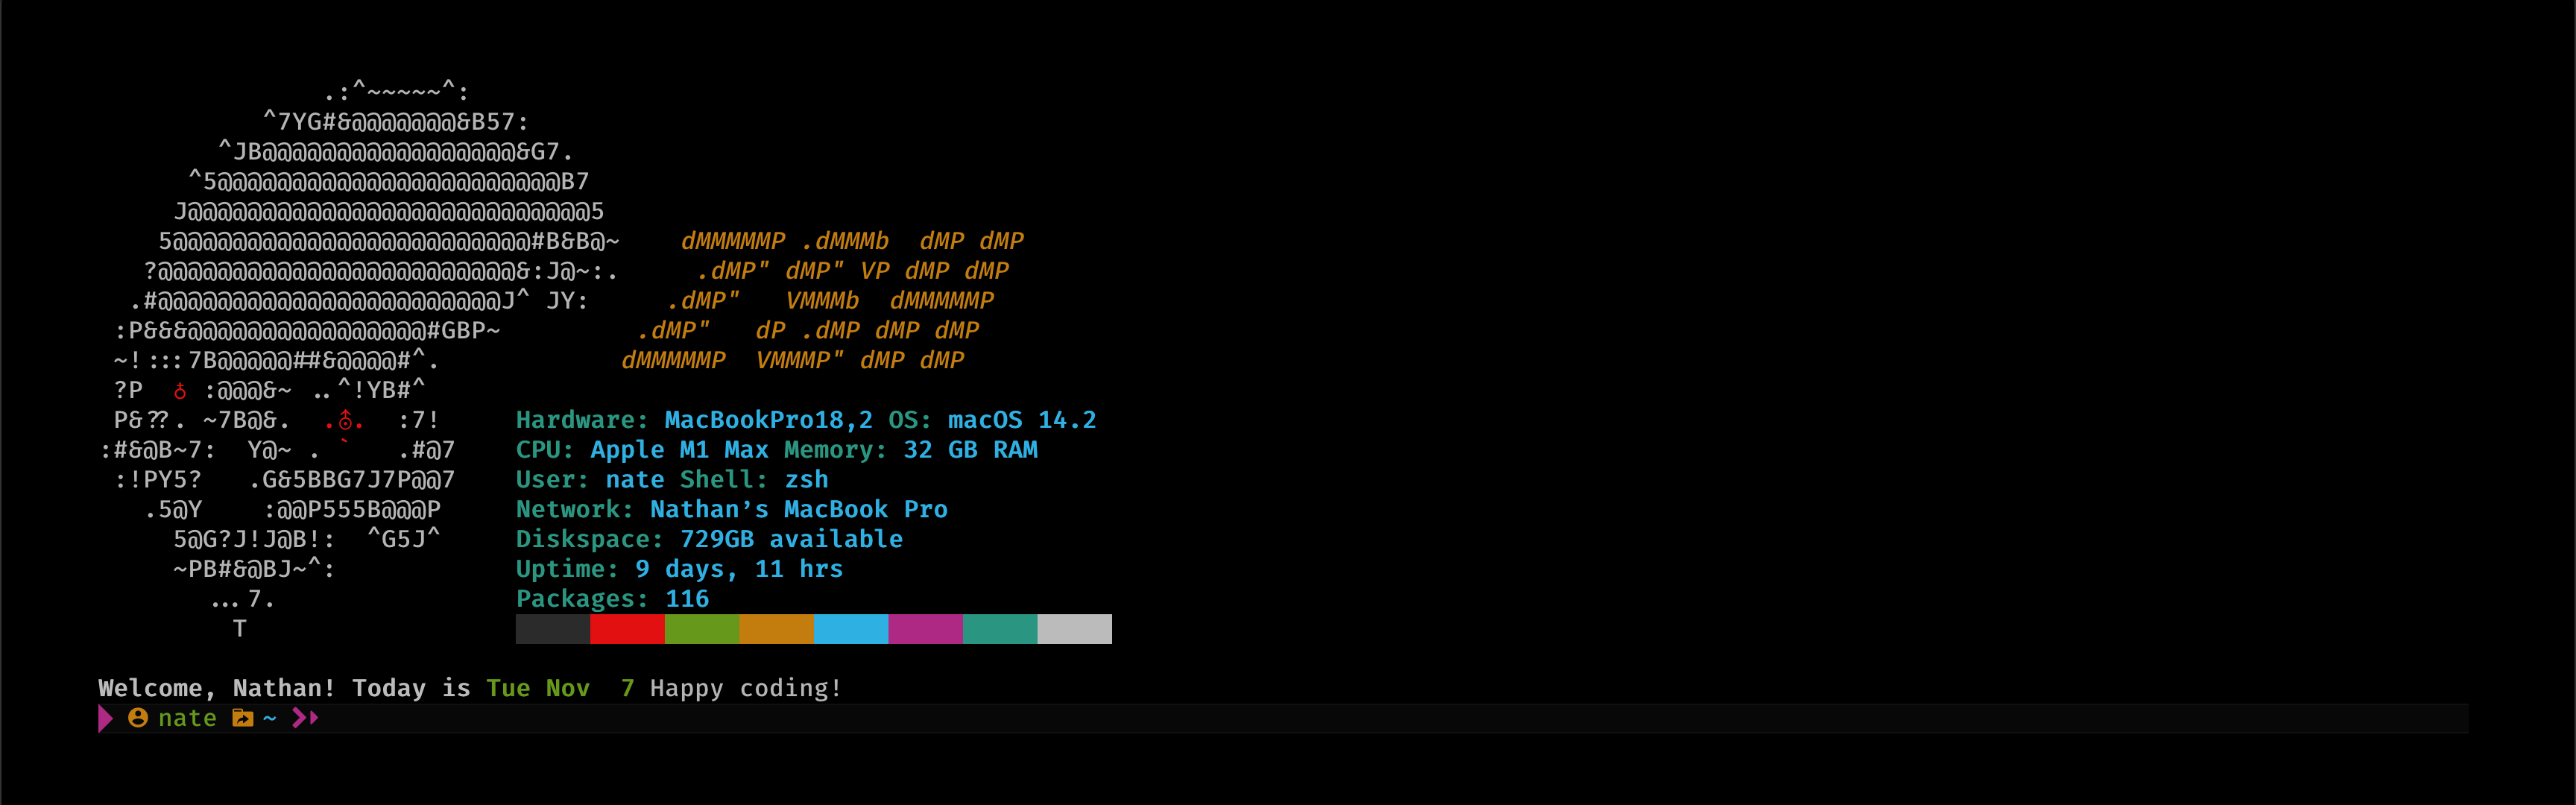 .:^~~~~~^:
^7YG#&@@@@@@@&B57:
^JB@@@@@@@@@@@@@@@@@&G7.
^5@@@@@@@@@@@@@@@@@@@@@@@B7
J@@@@@@@@@@@@@@@@@@@@@@@@@@@5
5@@@@@@@@@@@@@@@@@@@@@@@@#B&B@~    dMMMMMP .dMMMb  dMP dMP
?@@@@@@@@@@@@@@@@@@@@@@@@&:J@~:.     .dMP" dMP" VP dMP dMP
.#@@@@@@@@@@@@@@@@@@@@@@@J^ JY:     .dMP"   VMMMb  dMMMMMP
:P&&&@@@@@@@@@@@@@@@@#GBP~         .dMP"   dP .dMP dMP dMP
~!:::7B@@@@@##&@@@@#^.            dMMMMMP  VMMMP" dMP dMP
?P  ♁ :@@@&~ ..^!YB#^
P&??. ~7B@&.  .⛢.  :7!     Hardware: MacBookPro18,2 OS: macOS 14.2
:#&@B~7:  Y@~ . `   .#@7    CPU: Apple M1 Max Memory: 32 GB RAM
:!PY5?   .G&5BBG7J7P@@7    User: nate Shell: zsh
.5@Y    :@@P555B@@@P     Network: Nathan’s MacBook Pro
5@G?J!J@B!:  ^G5J^     Diskspace: 729GB available
~PB#&@BJ~^:            Uptime: 9 days, 11 hrs
...7.                Packages: 116
T
Welcome, Nathan! Today is Tue Nov  7 Happy coding!
nate ~